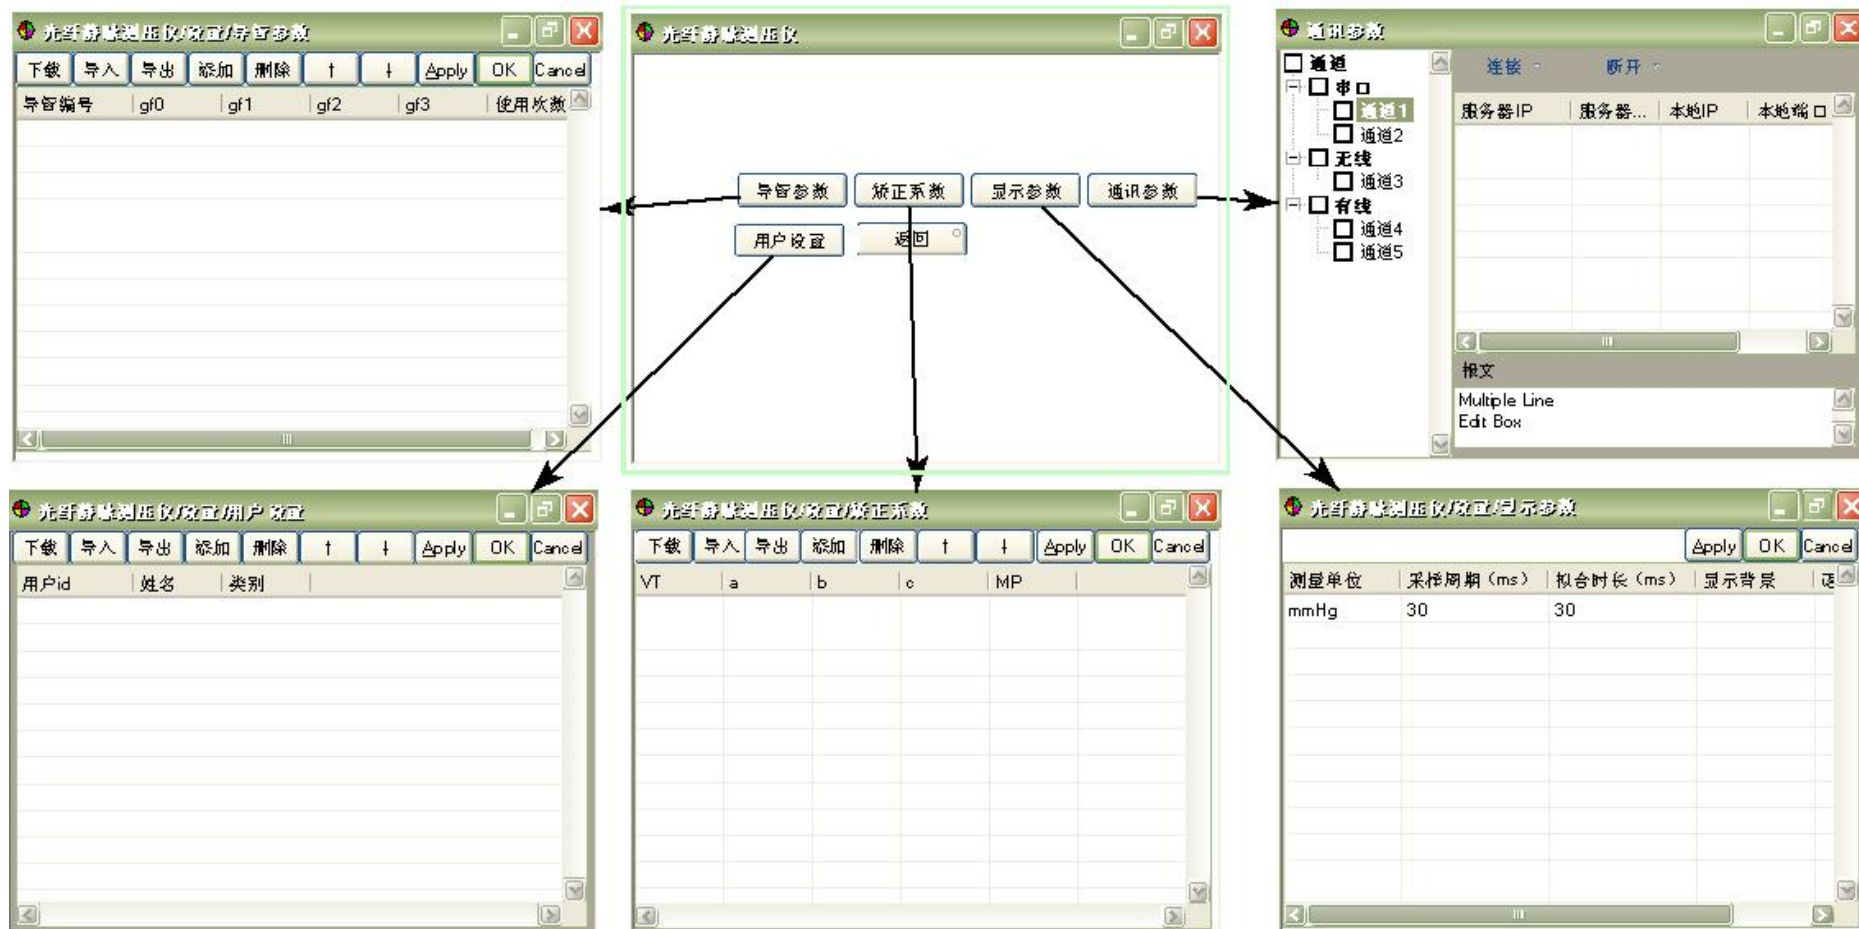 光纤静脉测压仪/设置/导管参数
下载 导入 导出 添加 删除 ↑ ↓ Apply OK Cancel
导管编号 gf0 gf1 gf2 gf3 使用次数
光纤静脉测压仪
导管参数 矫正系数 显示参数 通讯参数
用户设置 返回
通讯参数
通道
串口
通道1
通道2
无线
通道3
有线
通道4
通道5
连接 断开
服务器IP 服务器... 本地IP 本地端口
报文
Multiple Line
Edit Box
光纤静脉测压仪/设置/用户设置
下载 导入 导出 添加 删除 ↑ ↓ Apply OK Cancel
用户id 姓名 类别
光纤静脉测压仪/设置/矫正系数
下载 导入 导出 添加 删除 ↑ ↓ Apply OK Cancel
VT a b c MP
光纤静脉测压仪/设置/显示参数
Apply OK Cancel
测量单位 采样周期（ms） 拟合时长（ms） 显示背景
mmHg 30 30